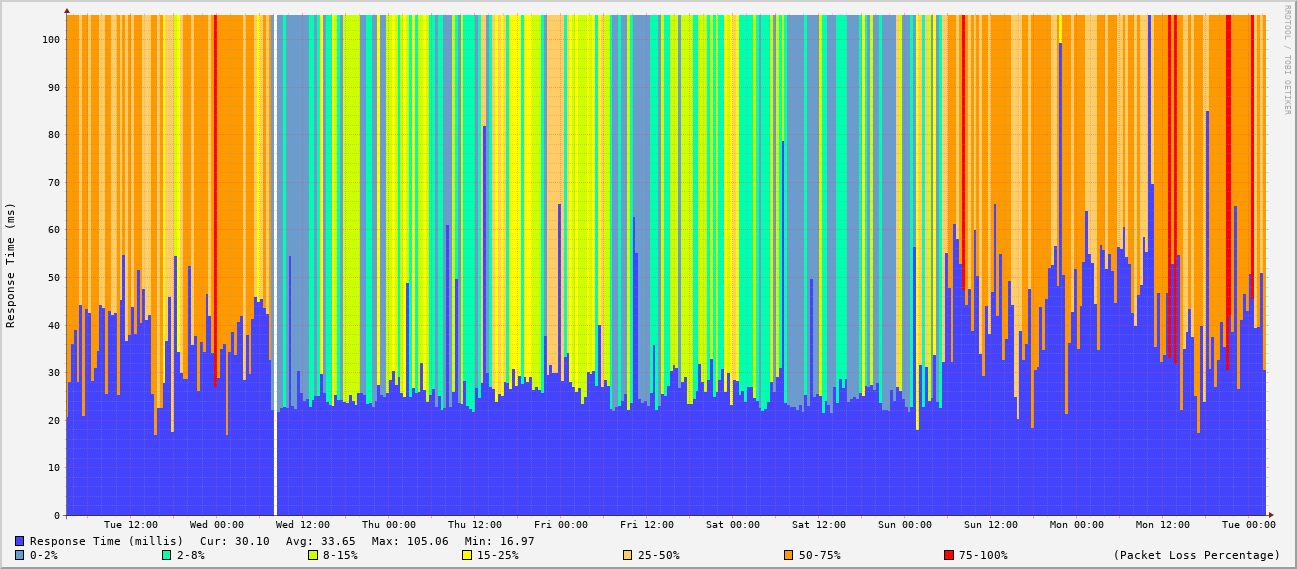 RRDTOOL / TOBI OETIKER
Response Time (ms)
100
90
80
70
60
50
40
30
20
10
0
Tue 12:00 Wed 00:00 Wed 12:00 Thu 00:00 Thu 12:00 Fri 00:00 Fri 12:00 Sat 00:00 Sat 12:00 Sun 00:00 Sun 12:00 Mon 00:00 Mon 12:00 Tue 00:00
Response Time (millis) Cur: 30.10 Avg: 33.65 Max: 105.06 Min: 16.97
0-2% 2-8% 8-15% 15-25% 25-50% 50-75% 75-100% (Packet Loss Percentage)